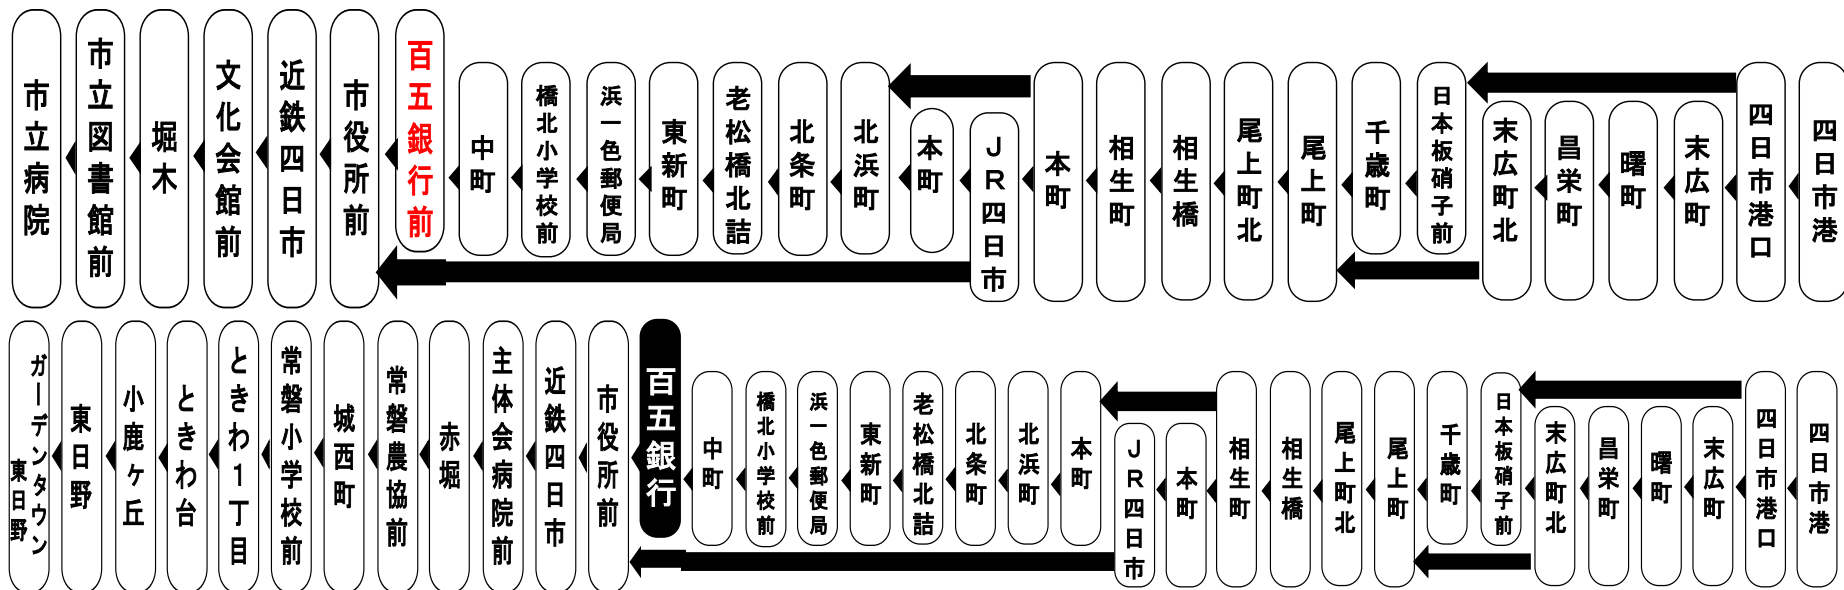 市立病院
市立図書館前
堀木
文化会館前
近鉄四日市
市役所前
百五銀行前
中町
橋北小学校前
浜一色郵便局
東新町
老松橋北詰
北条町
北浜町
本町
JR四日市
本町
相生町
相生橋
尾上町北
尾上町
千歳町
日本板硝子前
末広町北
昌栄町
曙町
末広町
四日市港口
四日市港
ガーデンタウン
東日野
東日野
小鹿ヶ丘
ときわ台
ときわ1丁目
常磐小学校前
城西町
常磐農協前
赤堀
主体会病院前
近鉄四日市
市役所前
百五銀行
中町
橋北小学校前
浜一色郵便局
東新町
老松橋北詰
北条町
北浜町
本町
JR四日市
本町
相生町
相生橋
尾上町北
尾上町
千歳町
日本板硝子前
末広町北
昌栄町
曙町
末広町
四日市港口
四日市港